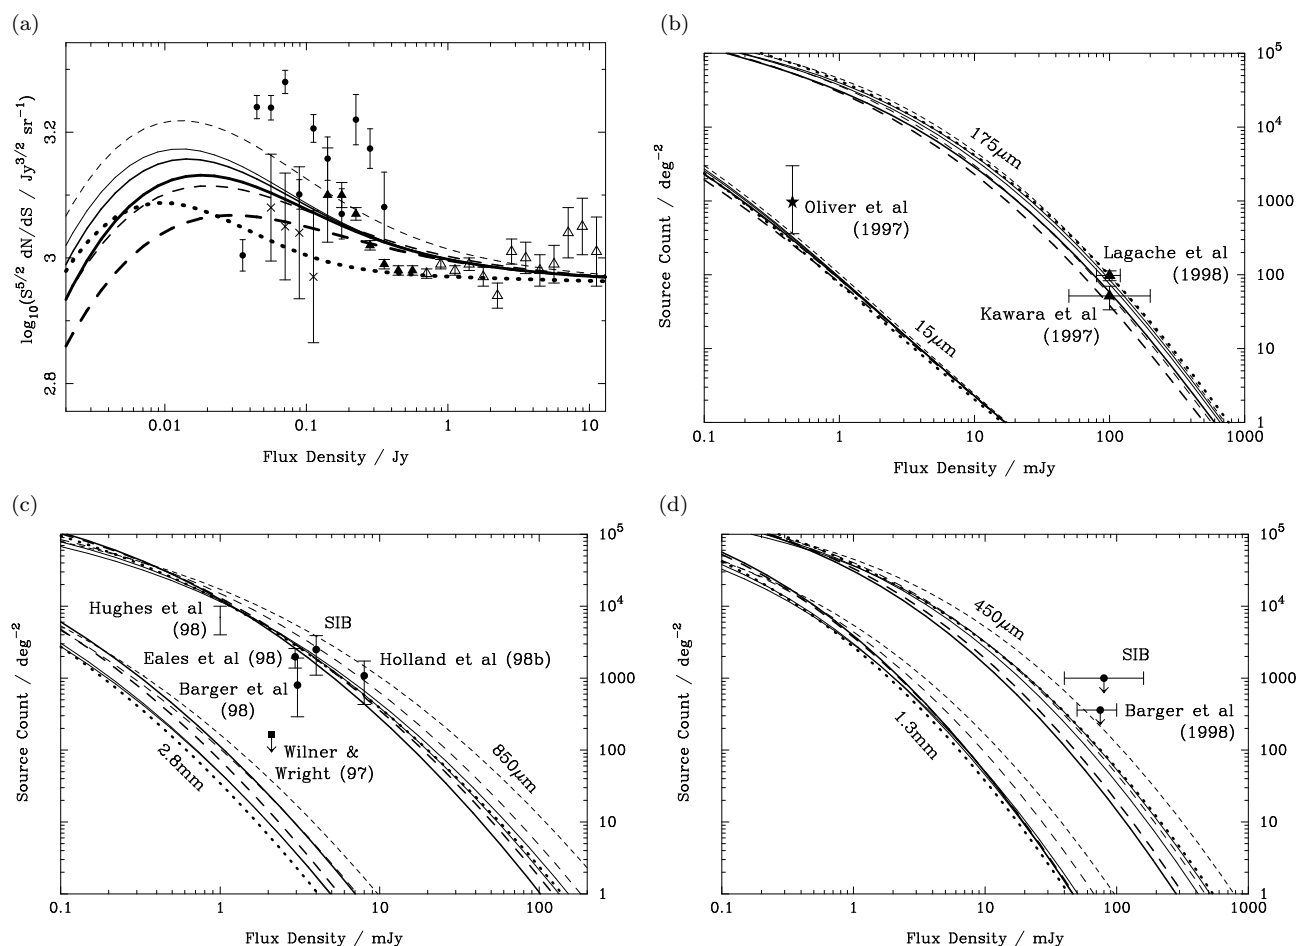 (a)
log10(S^5/2 dN/dS / Jy^3/2 sr^-1)
3.2
3
2.8
0.01
0.1
1
10
Flux Density / Jy
(b)
175μm
15μm
Oliver et al
(1997)
Lagache et al
(1998)
Kawara et al
(1997)
Source Count / deg^-2
10^5
10^4
1000
100
10
1
0.1
1
10
100
1000
Flux Density / mJy
(c)
Hughes et al
(98)
SIB
Eales et al (98)
Holland et al (98b)
Barger et al
(98)
Wilner &
Wright (97)
2.8mm
850μm
Source Count / deg^-2
10^5
10^4
1000
100
10
1
0.1
1
10
100
Flux Density / mJy
(d)
450μm
SIB
Barger et al
(1998)
1.3mm
Source Count / deg^-2
10^5
10^4
1000
100
10
1
0.1
1
10
100
1000
Flux Density / mJy